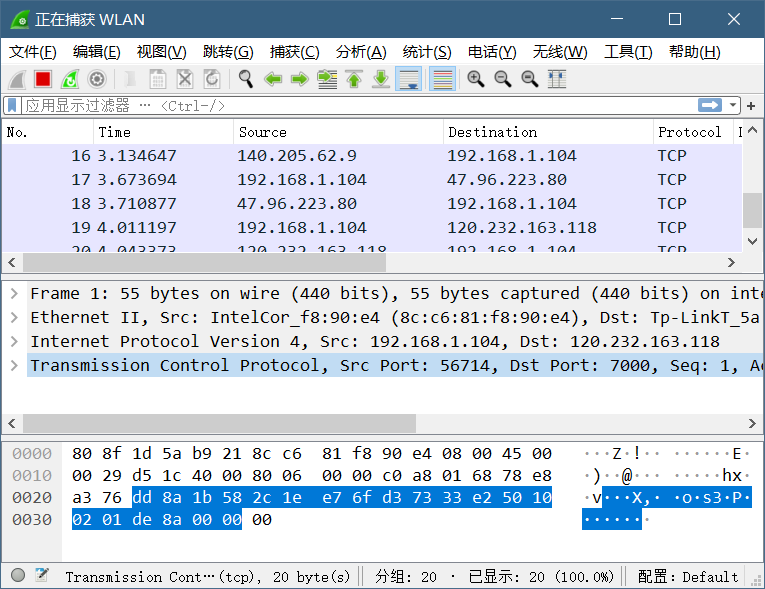 正在捕获 WLAN
文件(F) 编辑(E) 视图(V) 跳转(G) 捕获(C) 分析(A) 统计(S) 电话(Y) 无线(W) 工具(T) 帮助(H)
应用显示过滤器 … <Ctrl-/>
No. Time Source Destination Protocol
16 3.134647 140.205.62.9 192.168.1.104 TCP
17 3.673694 192.168.1.104 47.96.223.80 TCP
18 3.710877 47.96.223.80 192.168.1.104 TCP
19 4.011197 192.168.1.104 120.232.163.118 TCP
20 4.043373 120.232.163.118 192.168.1.104 TCP
Frame 1: 55 bytes on wire (440 bits), 55 bytes captured (440 bits) on inte
Ethernet II, Src: IntelCor_f8:90:e4 (8c:c6:81:f8:90:e4), Dst: Tp-LinkT_5a
Internet Protocol Version 4, Src: 192.168.1.104, Dst: 120.232.163.118
Transmission Control Protocol, Src Port: 56714, Dst Port: 7000, Seq: 1, Ac
0000 80 8f 1d 5a b9 21 8c c6 81 f8 90 e4 08 00 45 00 ···Z·!·· ······E·
0010 00 29 d5 1c 40 00 80 06 00 00 c0 a8 01 68 78 e8 ·)··@··· ·····hx·
0020 a3 76 dd 8a 1b 58 2c 1e e7 6f d3 73 33 e2 50 10 ·v···X,· ·o·s3·P·
0030 02 01 de 8a 00 00 00 ·······
Transmission Cont…(tcp), 20 byte(s) 分组: 20 · 已显示: 20 (100.0%) 配置: Default